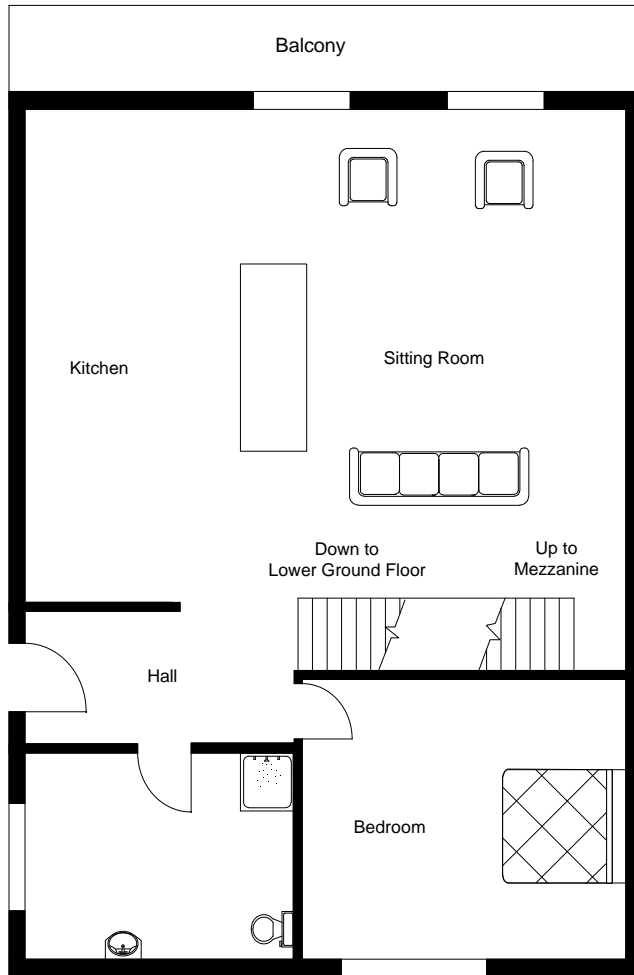 Balcony
Kitchen
Sitting Room
Down to
Lower Ground Floor
Up to
Mezzanine
Hall
Bedroom